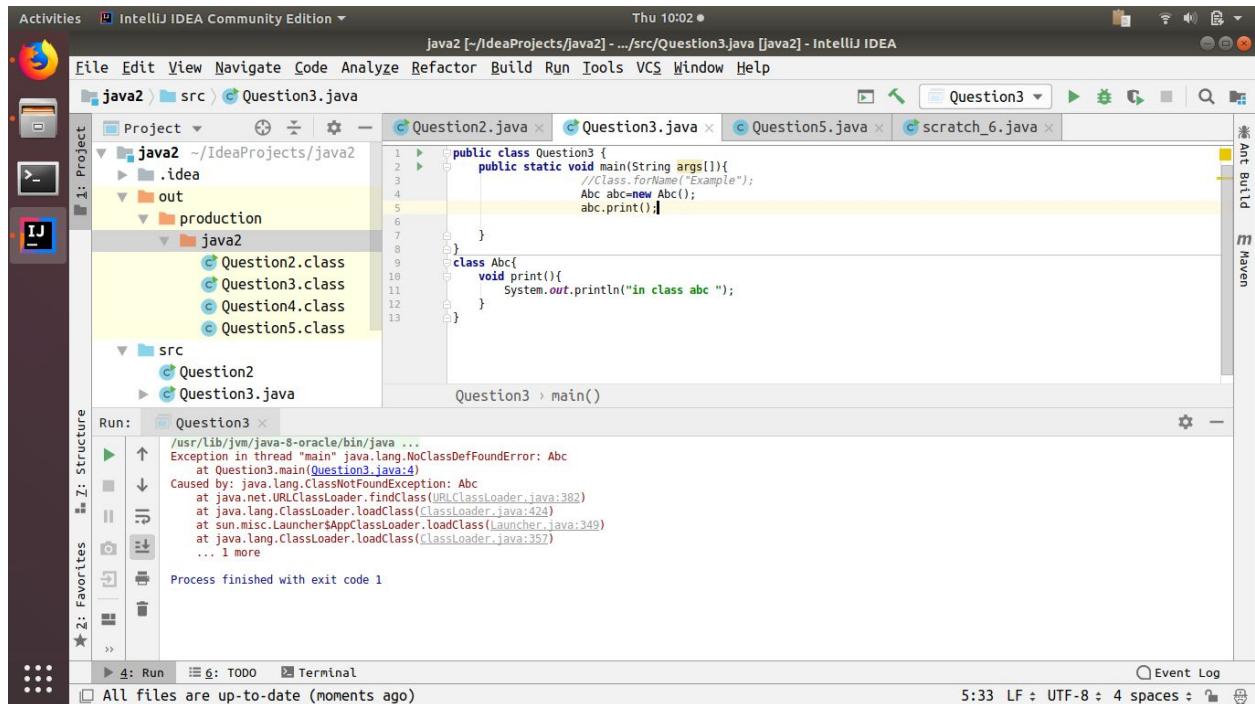 Activities IntelliJ IDEA Community Edition Thu 10:02
java2 [~/IdeaProjects/java2] - .../src/Question3.java [java2] - IntelliJ IDEA
File Edit View Navigate Code Analyze Refactor Build Run Tools VCS Window Help
java2 src Question3.java Question3
Project
Question2.java Question3.java Question5.java scratch_6.java
java2 ~/IdeaProjects/java2
.idea
out
production
java2
Question2.class
Question3.class
Question4.class
Question5.class
src
Question2
Question3.java
1 public class Question3 {
2 public static void main(String args[]){
3 //Class.forName("Example");
4 Abc abc=new Abc();
5 abc.print();
6
7 }
8 }
9 class Abc{
10 void print(){
11 System.out.println("in class abc ");
12 }
13 }
Question3 › main()
1: Project
Z: Structure
2: Favorites
Ant Build
m Maven
Run: Question3
/usr/lib/jvm/java-8-oracle/bin/java ...
Exception in thread "main" java.lang.NoClassDefFoundError: Abc
at Question3.main(Question3.java:4)
Caused by: java.lang.ClassNotFoundException: Abc
at java.net.URLClassLoader.findClass(URLClassLoader.java:382)
at java.lang.ClassLoader.loadClass(ClassLoader.java:424)
at sun.misc.Launcher$AppClassLoader.loadClass(Launcher.java:349)
at java.lang.ClassLoader.loadClass(ClassLoader.java:357)
... 1 more
Process finished with exit code 1
4: Run 6: TODO Terminal Event Log
All files are up-to-date (moments ago) 5:33 LF UTF-8 4 spaces